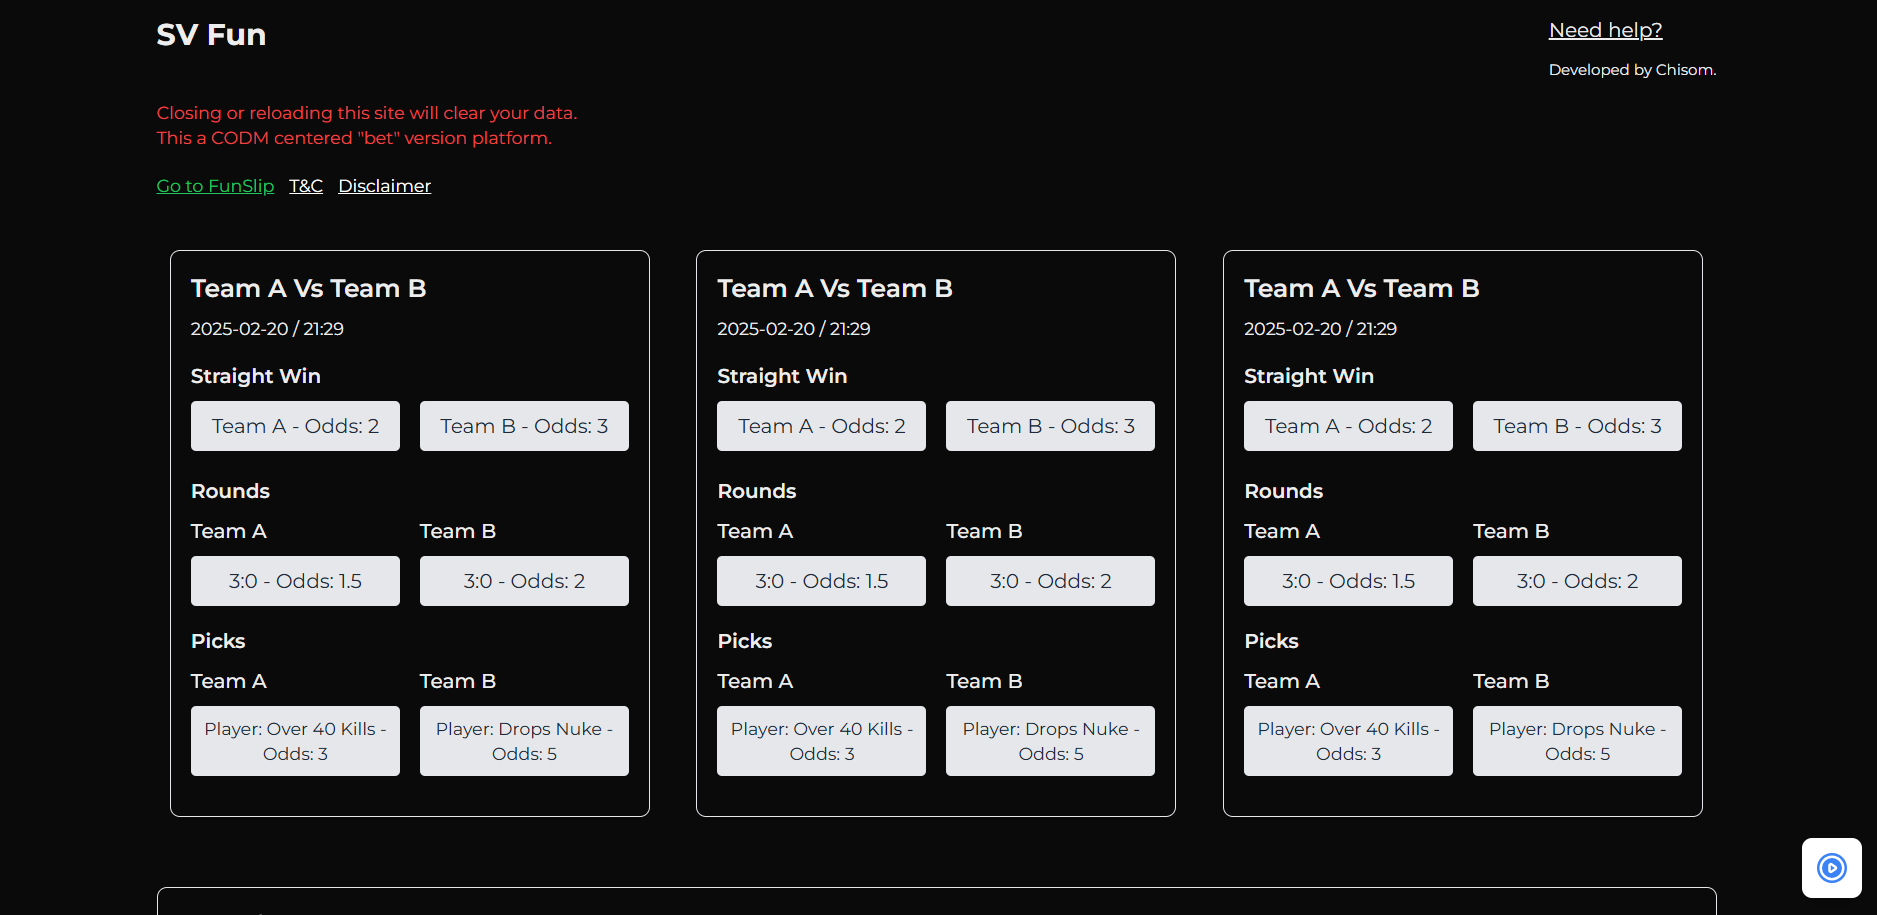 SV Fun
Need help?
Developed by Chisom.
Closing or reloading this site will clear your data.
This a CODM centered "bet" version platform.
Go to FunSlip T&C Disclaimer
Team A Vs Team B
2025-02-20 / 21:29
Straight Win
Team A - Odds: 2 Team B - Odds: 3
Rounds
Team A Team B
3:0 - Odds: 1.5 3:0 - Odds: 2
Picks
Team A Team B
Player: Over 40 Kills -
Odds: 3
Player: Drops Nuke -
Odds: 5
Team A Vs Team B
2025-02-20 / 21:29
Straight Win
Team A - Odds: 2 Team B - Odds: 3
Rounds
Team A Team B
3:0 - Odds: 1.5 3:0 - Odds: 2
Picks
Team A Team B
Player: Over 40 Kills -
Odds: 3
Player: Drops Nuke -
Odds: 5
Team A Vs Team B
2025-02-20 / 21:29
Straight Win
Team A - Odds: 2 Team B - Odds: 3
Rounds
Team A Team B
3:0 - Odds: 1.5 3:0 - Odds: 2
Picks
Team A Team B
Player: Over 40 Kills -
Odds: 3
Player: Drops Nuke -
Odds: 5